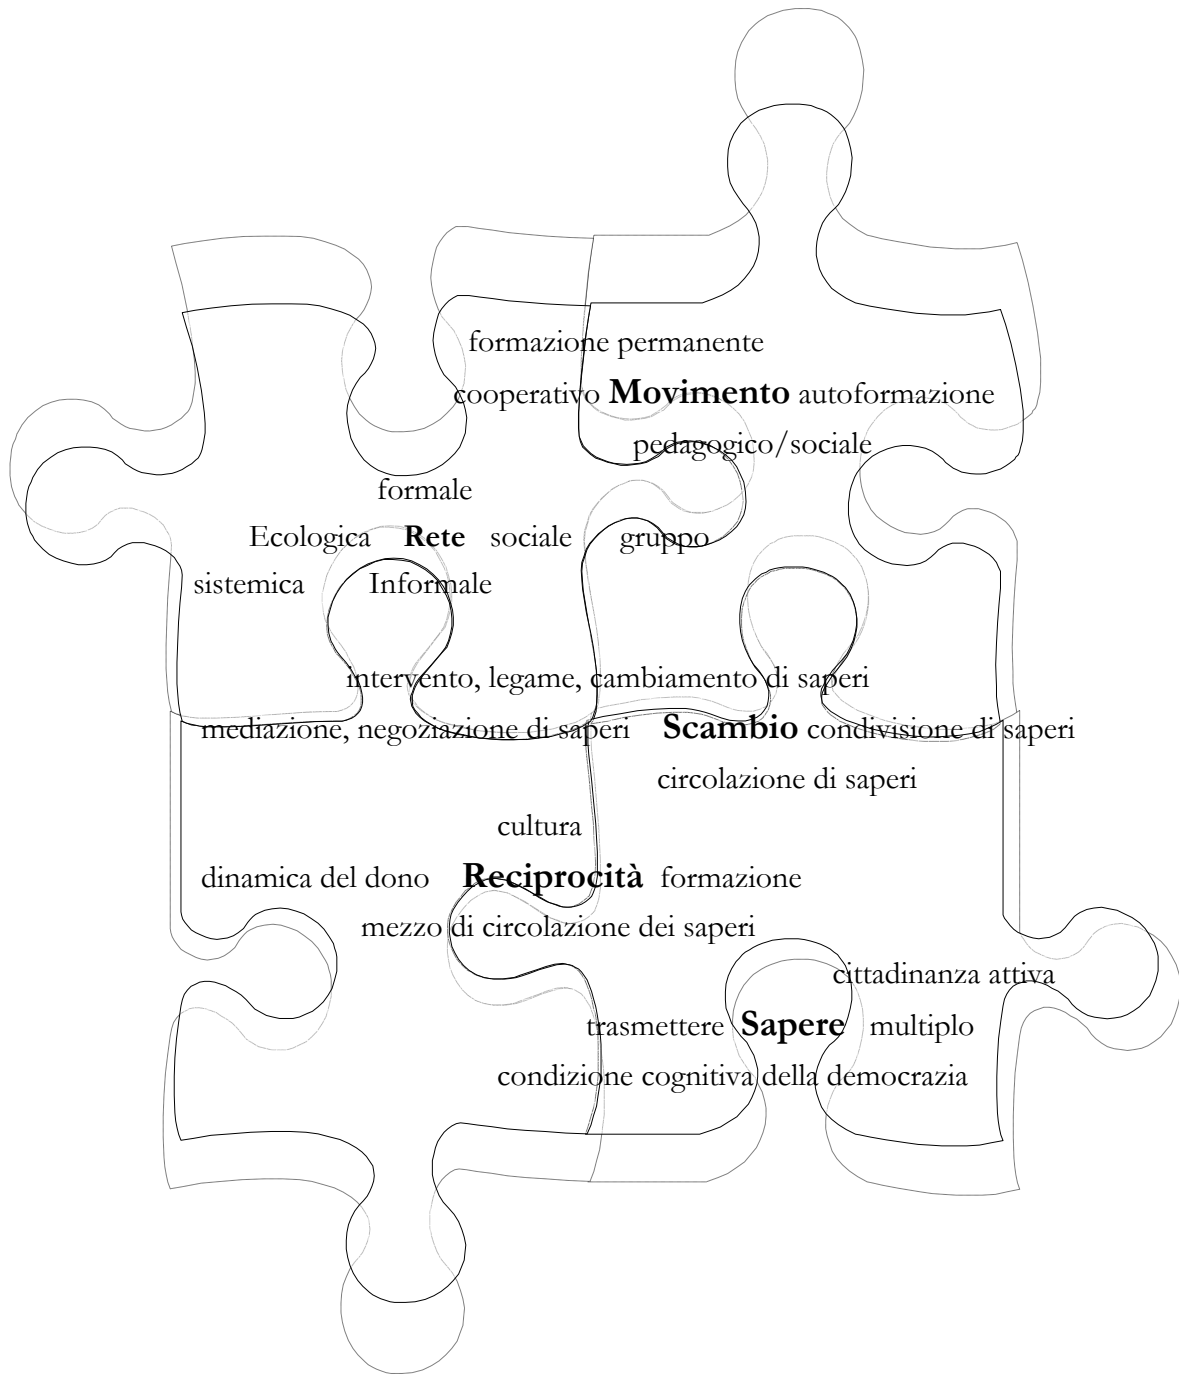 formazione permanente
cooperativo Movimento autoformazione
pedagogico/sociale
formale
Ecologica Rete sociale gruppo
sistemica Informale
intervento, legame, cambiamento di saperi
mediazione, negoziazione di saperi Scambio condivisione di saperi
circolazione di saperi
cultura
dinamica del dono Reciprocità formazione
mezzo di circolazione dei saperi
cittadinanza attiva
trasmettere Sapere multiplo
condizione cognitiva della democrazia